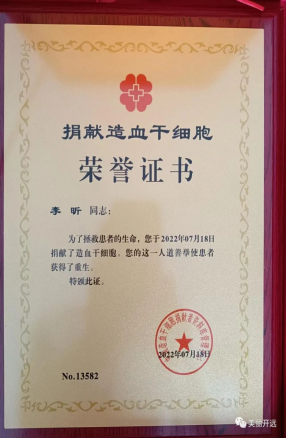 捐献造血干细胞
荣誉证书
李昕 同志:
为了拯救患者的生命,您于2022年07月18日
捐献了造血干细胞。您的这一人道善举使患者
获得了重生。
特颁此证。
2022年07月18日
No.13582
美丽开远